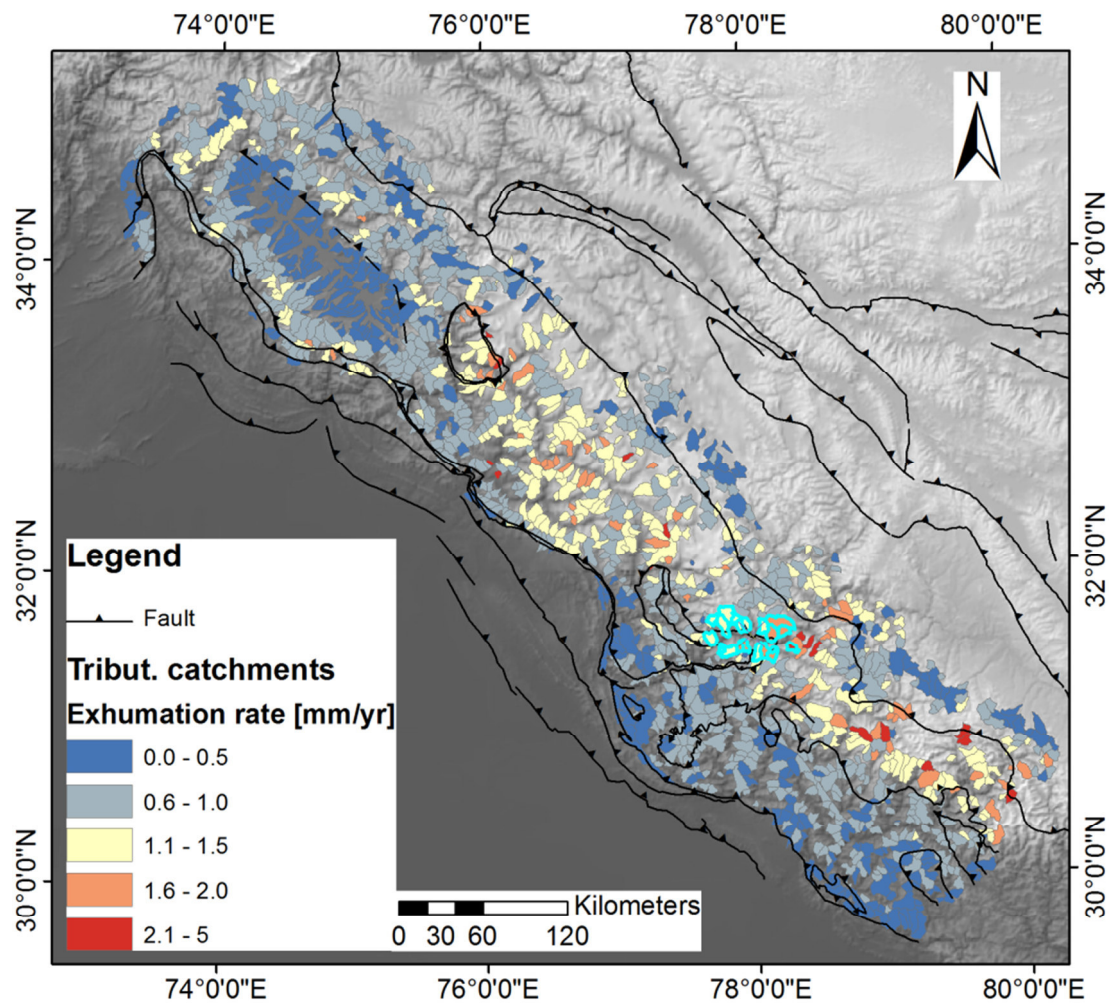 74°0'0"E 76°0'0"E 78°0'0"E 80°0'0"E
N
34°0'0"N
34°0'0"N
32°0'0"N
32°0'0"N
30°0'0"N
30°0'0"N
Legend
Fault
Tribut. catchments
Exhumation rate [mm/yr]
0.0 - 0.5
0.6 - 1.0
1.1 - 1.5
1.6 - 2.0
2.1 - 5
Kilometers
0 30 60 120
74°0'0"E 76°0'0"E 78°0'0"E 80°0'0"E